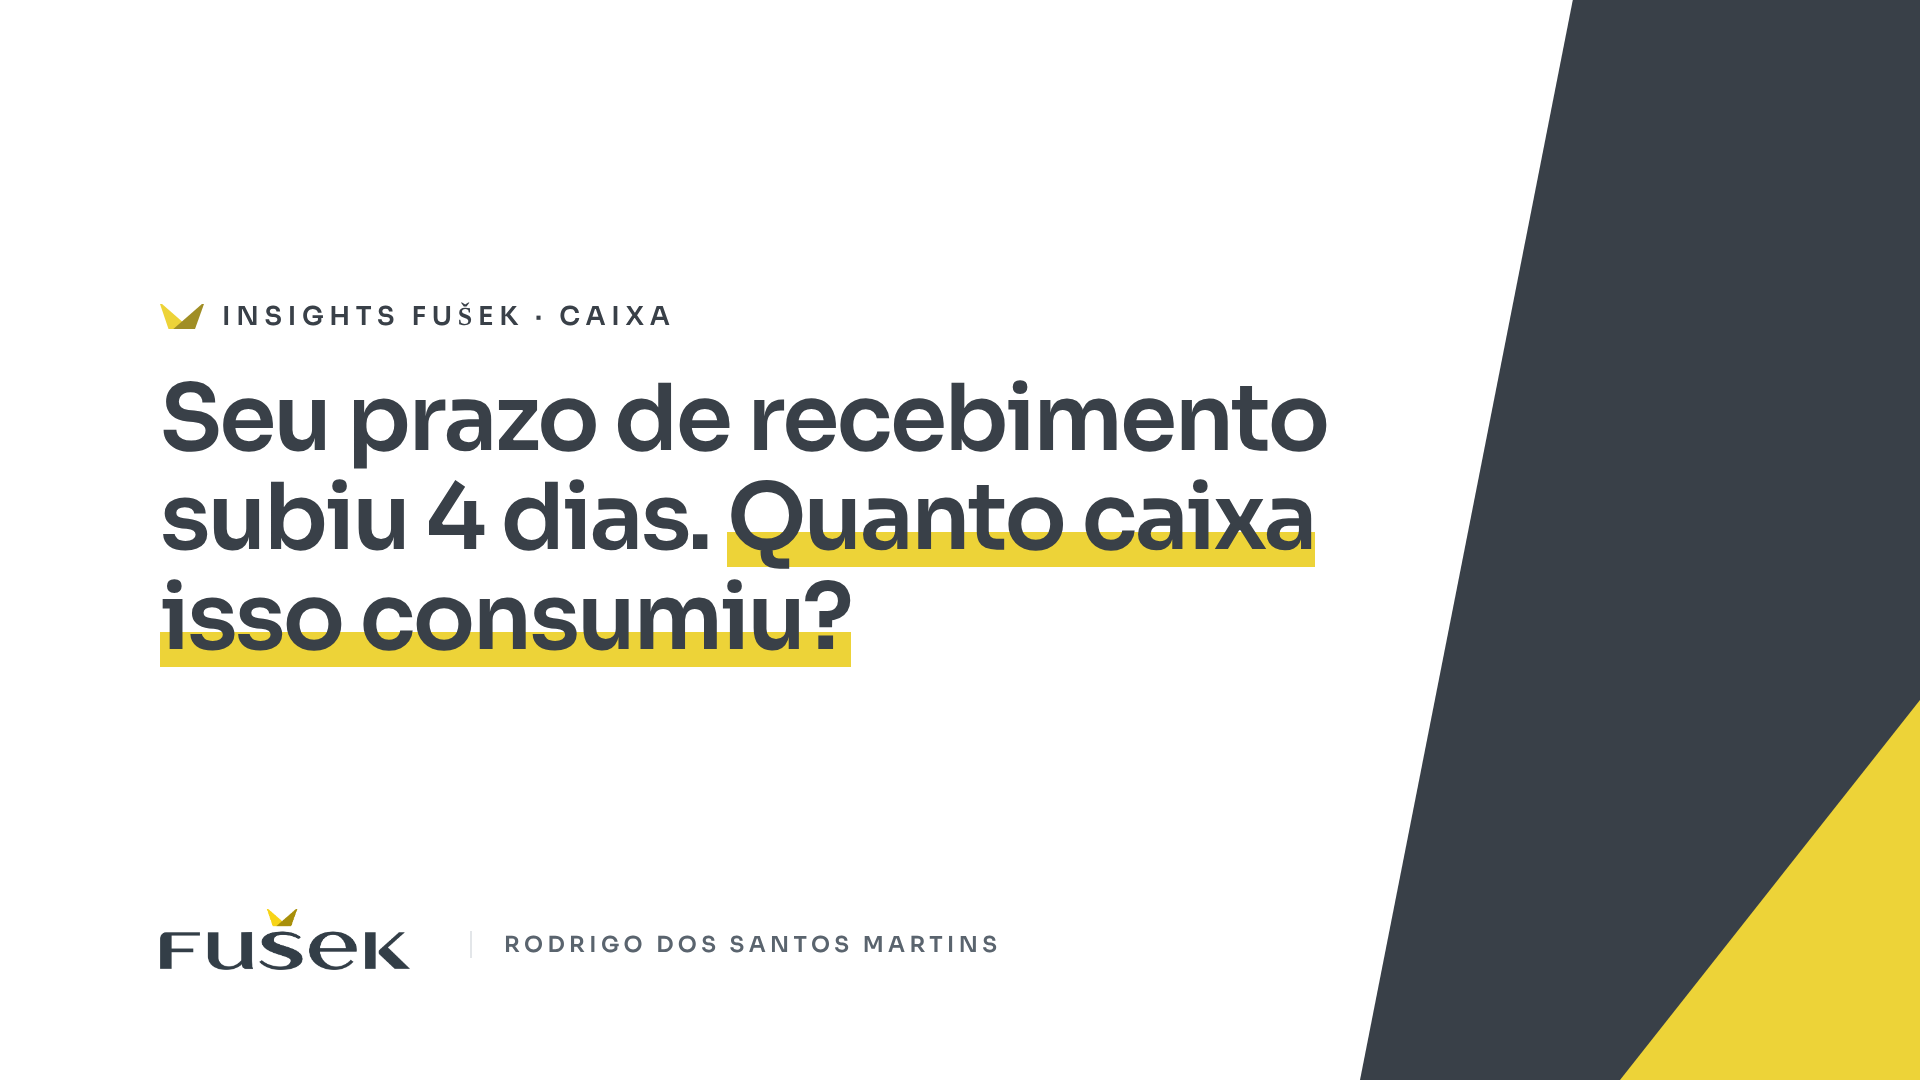 INSIGHTS FUŠEK · CAIXA
Seu prazo de recebimento
subiu 4 dias. Quanto caixa
isso consumiu?
FUŠEK
RODRIGO DOS SANTOS MARTINS